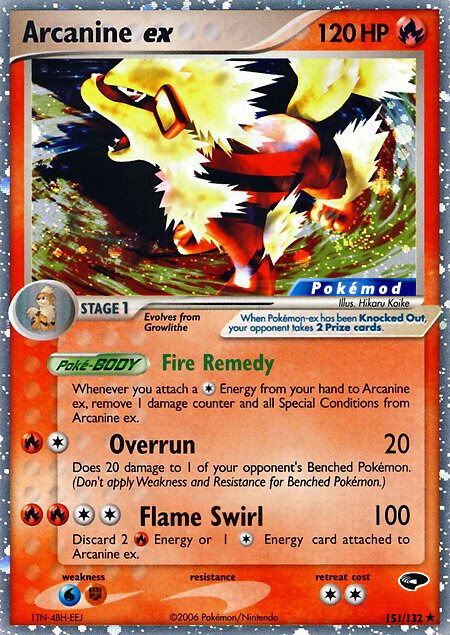 Arcanine ex 120 HP
Pokémod
Illus. Hikaru Koike
STAGE 1
Evolves from
Growlithe
When Pokémon-ex has been Knocked Out,
your opponent takes 2 Prize cards.
Poké-BODY Fire Remedy
Whenever you attach a Energy from your hand to Arcanine
ex, remove 1 damage counter and all Special Conditions from
Arcanine ex.
Overrun 20
Does 20 damage to 1 of your opponent's Benched Pokémon.
(Don't apply Weakness and Resistance for Benched Pokémon.)
Flame Swirl 100
Discard 2 Energy or 1 Energy card attached to
Arcanine ex.
weakness resistance retreat cost
1TN-4BH-EEJ ©2006 Pokémon/Nintendo 151/132 ★